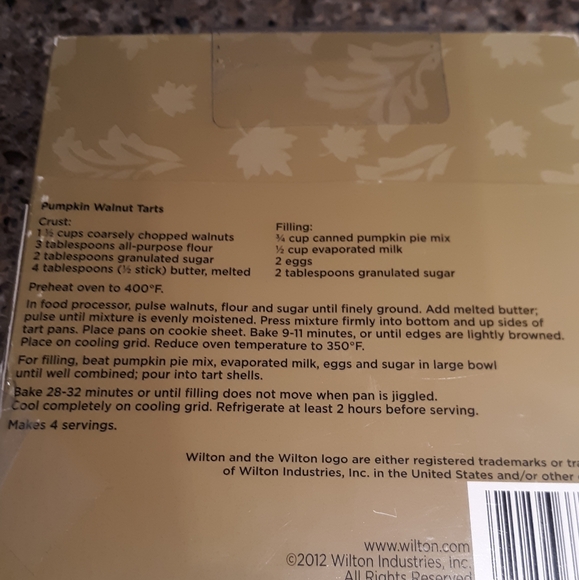 Pumpkin Walnut Tarts
Crust:
1 ½ cups coarsely chopped walnuts
3 tablespoons all-purpose flour
2 tablespoons granulated sugar
4 tablespoons (½ stick) butter, melted
Filling:
¾ cup canned pumpkin pie mix
½ cup evaporated milk
2 eggs
2 tablespoons granulated sugar
Preheat oven to 400°F.
In food processor, pulse walnuts, flour and sugar until finely ground. Add melted butter;
pulse until mixture is evenly moistened. Press mixture firmly into bottom and up sides of
tart pans. Place pans on cookie sheet. Bake 9-11 minutes, or until edges are lightly browned.
Place on cooling grid. Reduce oven temperature to 350°F.
For filling, beat pumpkin pie mix, evaporated milk, eggs and sugar in large bowl
until well combined; pour into tart shells.
Bake 28-32 minutes or until filling does not move when pan is jiggled.
Cool completely on cooling grid. Refrigerate at least 2 hours before serving.
Makes 4 servings.
Wilton and the Wilton logo are either registered trademarks or
of Wilton Industries, Inc. in the United States and/or other
www.wilton.com
©2012 Wilton Industries, Inc.
All Rights Reserved